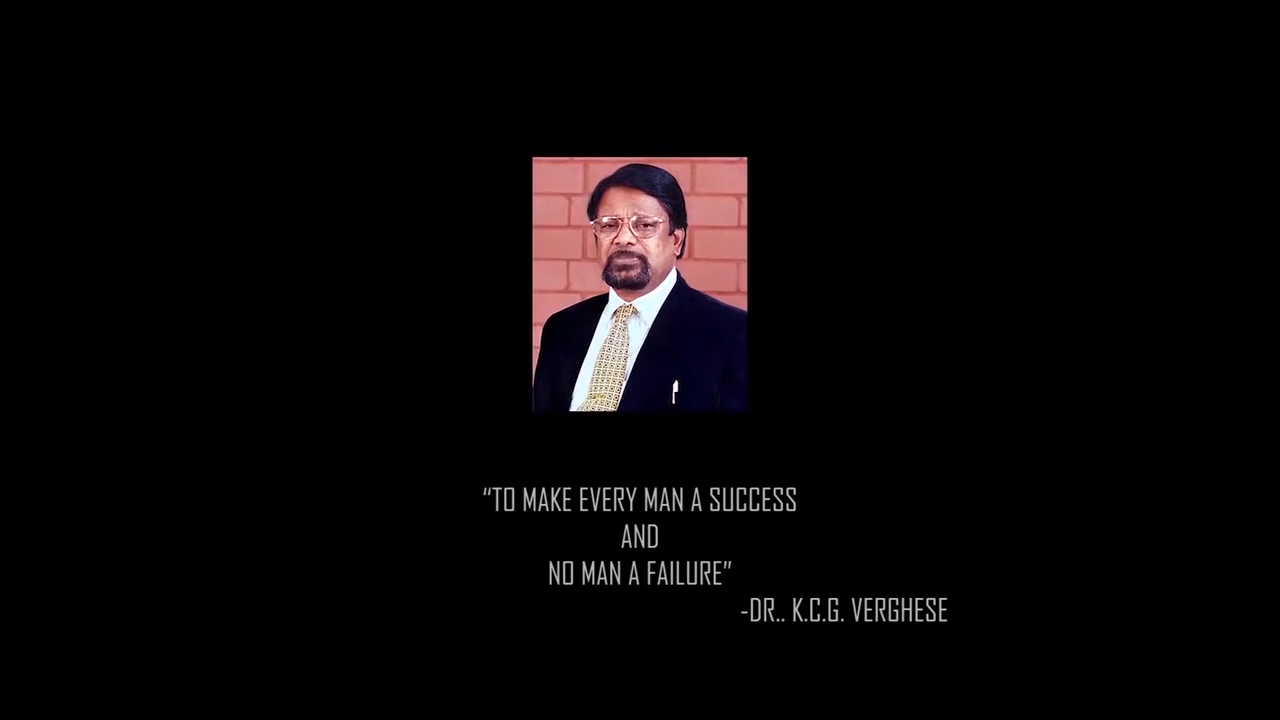 “TO MAKE EVERY MAN A SUCCESS
AND
NO MAN A FAILURE”
-DR.. K.C.G. VERGHESE